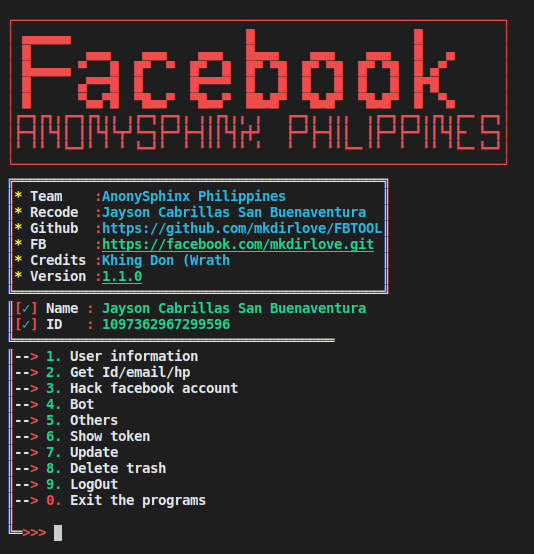 Facebook
* Team    :AnonySphinx Philippines
* Recode  :Jayson Cabrillas San Buenaventura
* Github  :https://github.com/mkdirlove/FBTOOL
* FB      :https://facebook.com/mkdirlove.git
* Credits :Khing Don (Wrath
* Version :1.1.0
[✓] Name : Jayson Cabrillas San Buenaventura
[✓] ID   : 1097362967299596
--> 1. User information
--> 2. Get Id/email/hp
--> 3. Hack facebook account
--> 4. Bot
--> 5. Others
--> 6. Show token
--> 7. Update
--> 8. Delete trash
--> 9. LogOut
--> 0. Exit the programs
>>>